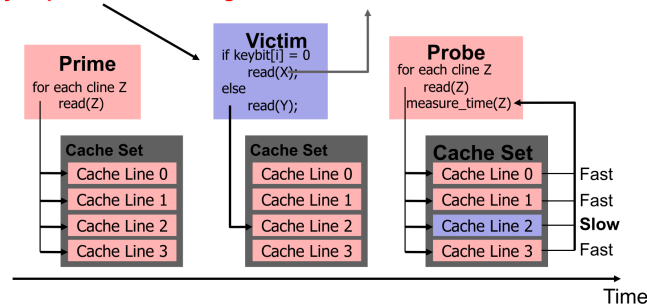 Prime
for each cline Z
read(Z)
Cache Set
Cache Line 0
Cache Line 1
Cache Line 2
Cache Line 3
Victim
if keybit[i] = 0
read(X);
else
read(Y);
Cache Set
Cache Line 0
Cache Line 1
Cache Line 2
Cache Line 3
Probe
for each cline Z
read(Z)
measure_time(Z)
Cache Set
Cache Line 0
Fast
Cache Line 1
Fast
Cache Line 2
Slow
Cache Line 3
Fast
Time